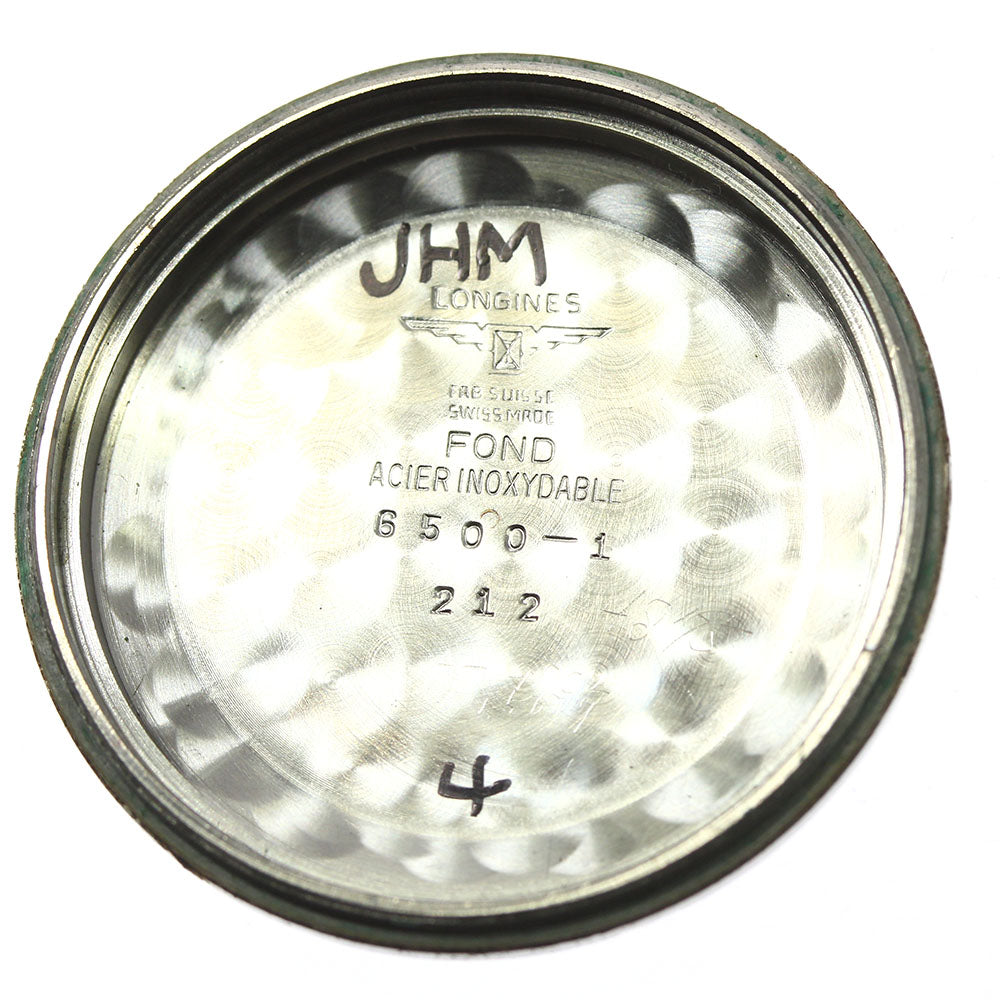 JHM
LONGINES
FAB SUISSE
SWISS MADE
FOND
ACIER INOXYDABLE
6500-1
212
4